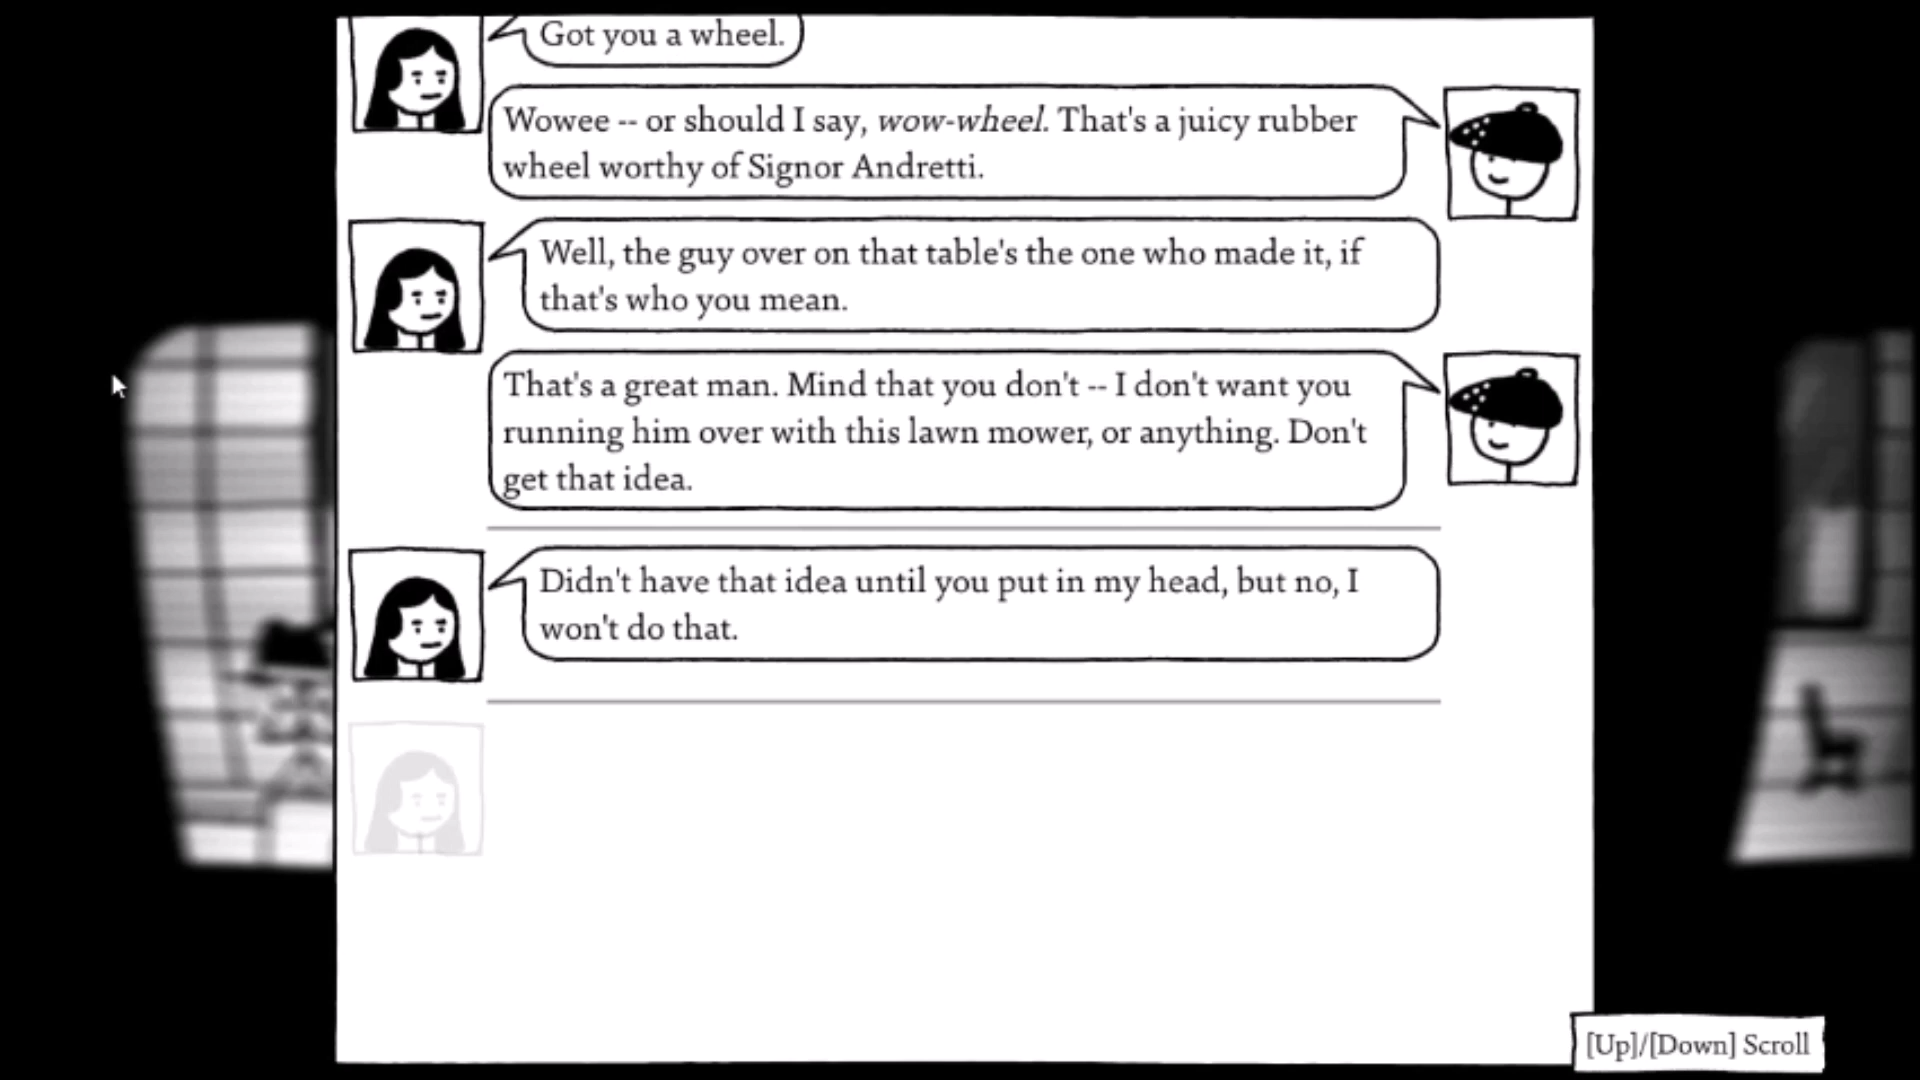 Got you a wheel.
Wowee -- or should I say, wow-wheel. That's a juicy rubber
wheel worthy of Signor Andretti.
Well, the guy over on that table's the one who made it, if
that's who you mean.
That's a great man. Mind that you don't -- I don't want you
running him over with this lawn mower, or anything. Don't
get that idea.
Didn't have that idea until you put in my head, but no, I
won't do that.
[Up]/[Down] Scroll